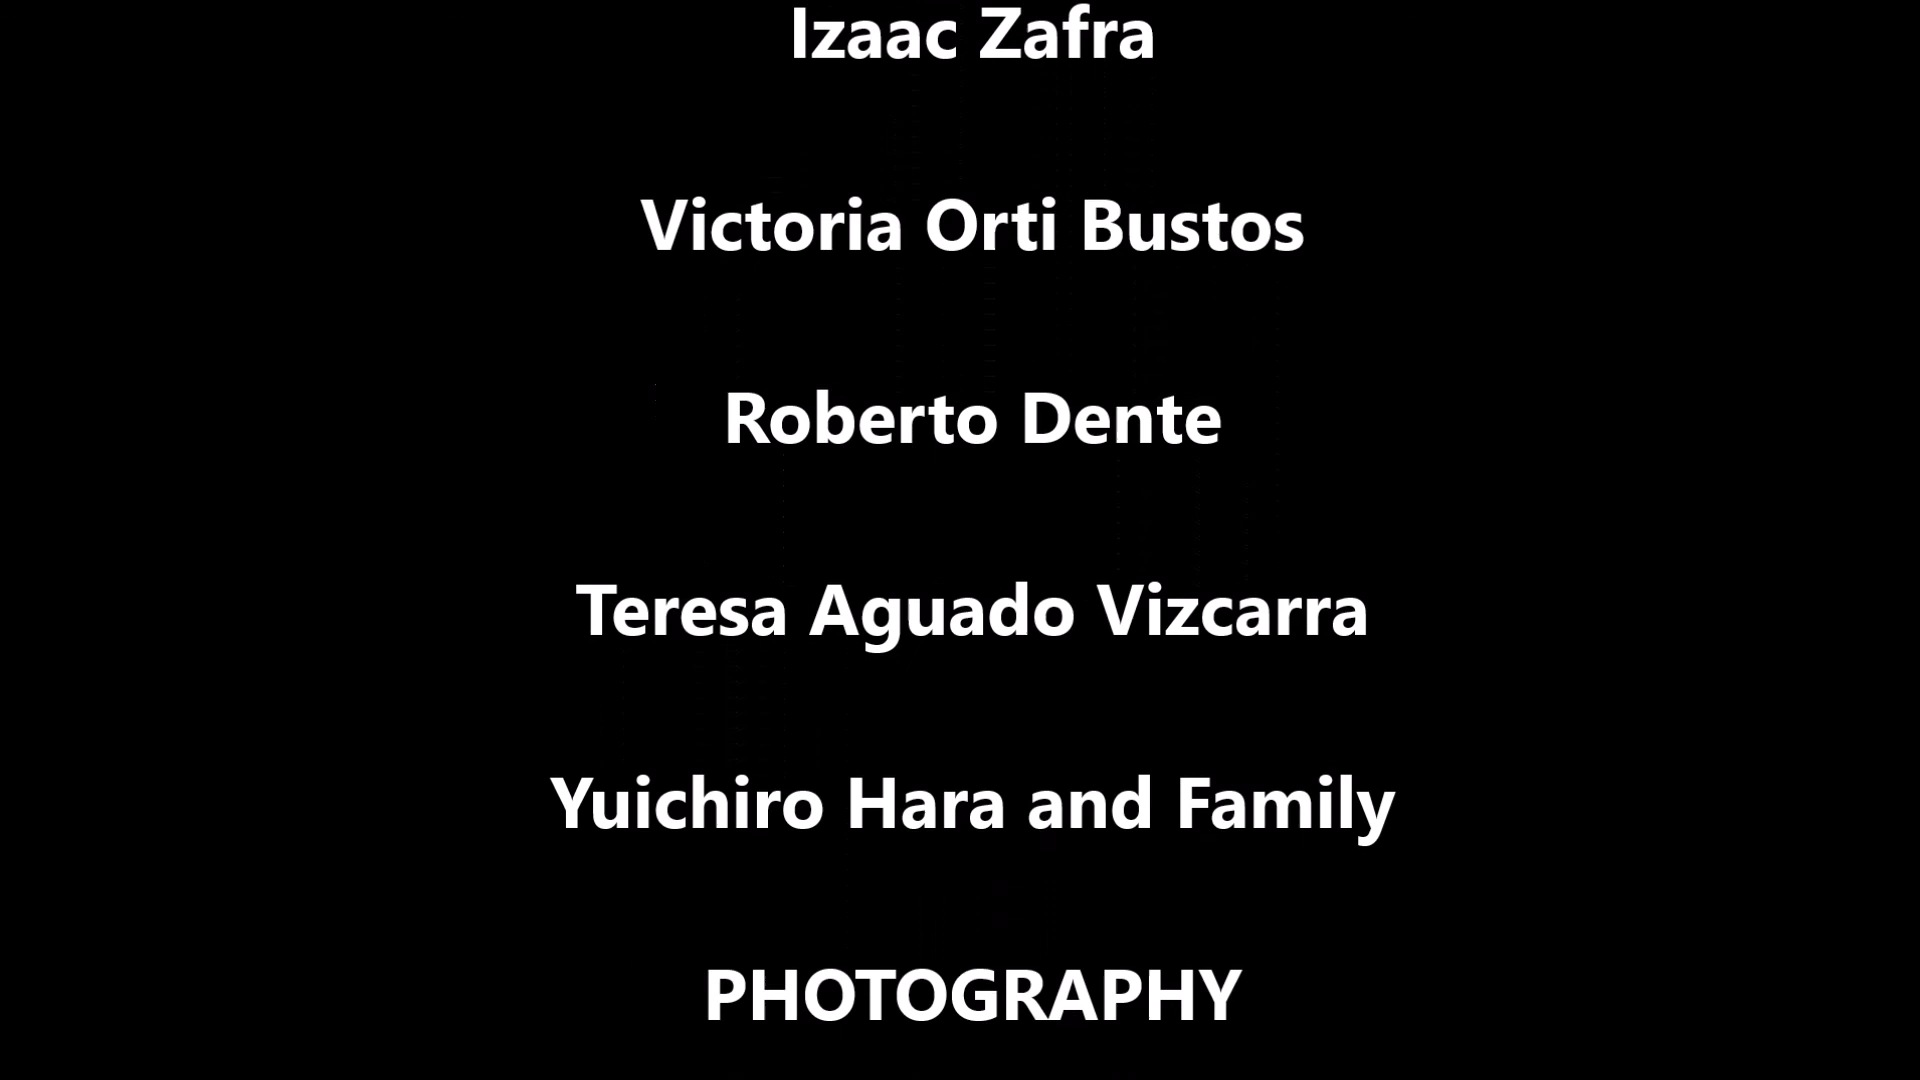 Izaac Zafra
Victoria Orti Bustos
Roberto Dente
Teresa Aguado Vizcarra
Yuichiro Hara and Family
PHOTOGRAPHY